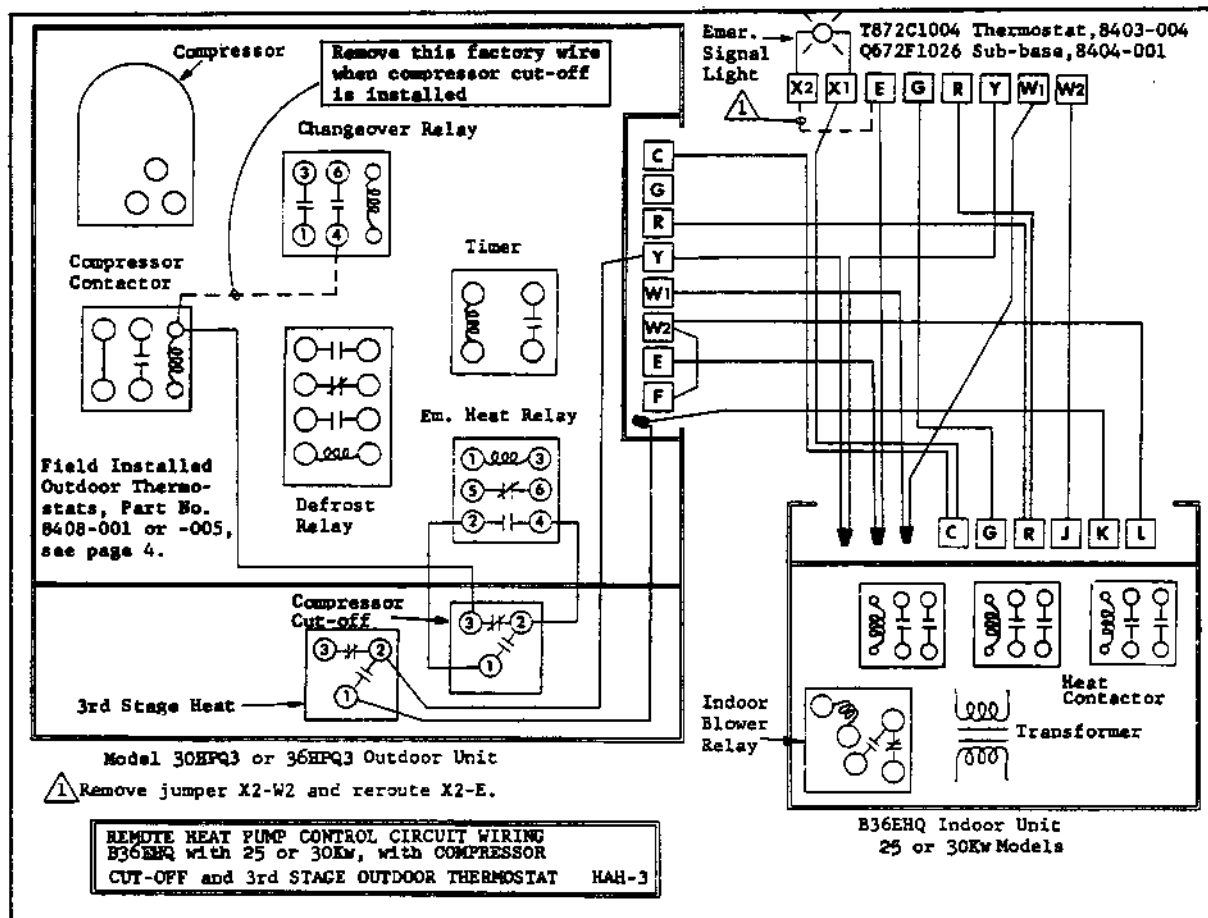 Compressor
Remove this factory wire
when compressor cut-off
is installed
Emer.
Signal
Light
T872C1004 Thermostat,8403-004
Q672F1026 Sub-base,8404-001
X2 X1 E G R Y W1 W2
1
Changeover Relay
3 6
1 4
C
G
R
Y
W1
W2
E
F
Compressor
Contactor
Timer
Em. Heat Relay
1 3
5 6
2 4
Defrost
Relay
Field Installed
Outdoor Thermo-
stats, Part No.
8408-001 or -005,
see page 4.
C G R J K L
Compressor
Cut-off
3 2
1
3 2
1
3rd Stage Heat
Heat
Contactor
Indoor
Blower
Relay
Transformer
Model 30HPQ3 or 36HPQ3 Outdoor Unit
1 Remove jumper X2-W2 and reroute X2-E.
B36EHQ Indoor Unit
25 or 30Kw Models
REMOTE HEAT PUMP CONTROL CIRCUIT WIRING
B36EHQ with 25 or 30Kw, with COMPRESSOR
CUT-OFF and 3rd STAGE OUTDOOR THERMOSTAT HAH-3